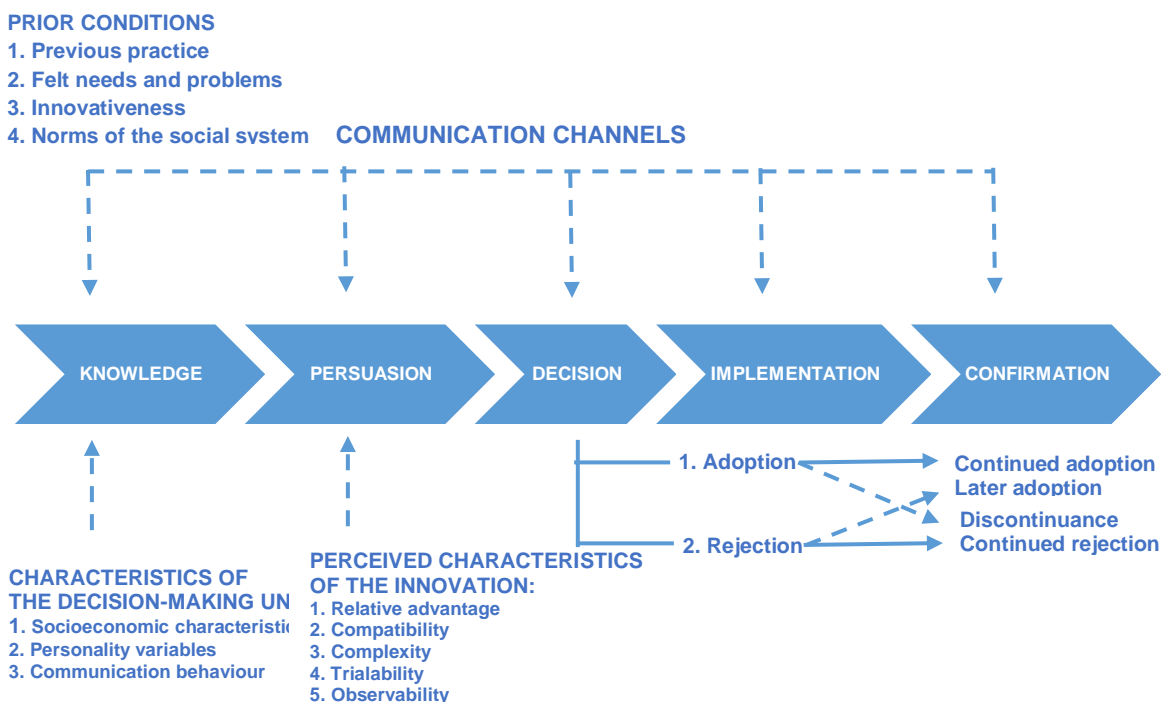 PRIOR CONDITIONS
1. Previous practice
2. Felt needs and problems
3. Innovativeness
4. Norms of the social system
COMMUNICATION CHANNELS
KNOWLEDGE
PERSUASION
DECISION
IMPLEMENTATION
CONFIRMATION
1. Adoption
2. Rejection
Continued adoption
Later adoption
Discontinuance
Continued rejection
CHARACTERISTICS OF
THE DECISION-MAKING UN
1. Socioeconomic characteristic
2. Personality variables
3. Communication behaviour
PERCEIVED CHARACTERISTICS
OF THE INNOVATION:
1. Relative advantage
2. Compatibility
3. Complexity
4. Trialability
5. Observability